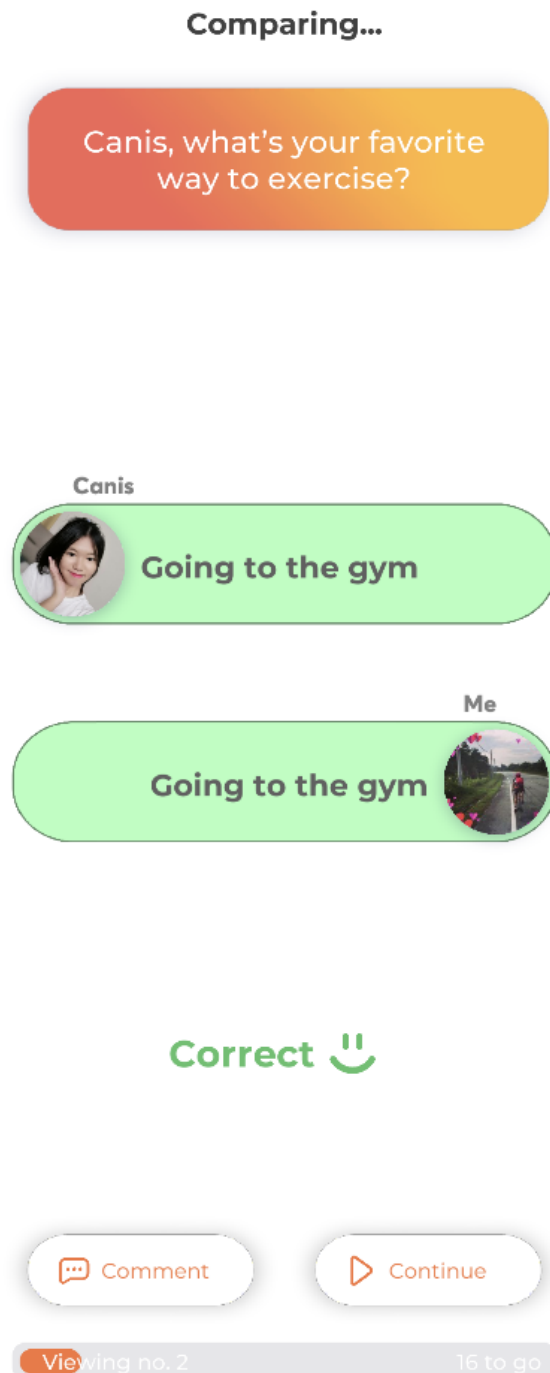 Comparing...
Canis, what’s your favorite
way to exercise?
Canis
Going to the gym
Me
Going to the gym
Correct
Comment
Continue
Viewing no. 2
16 to go